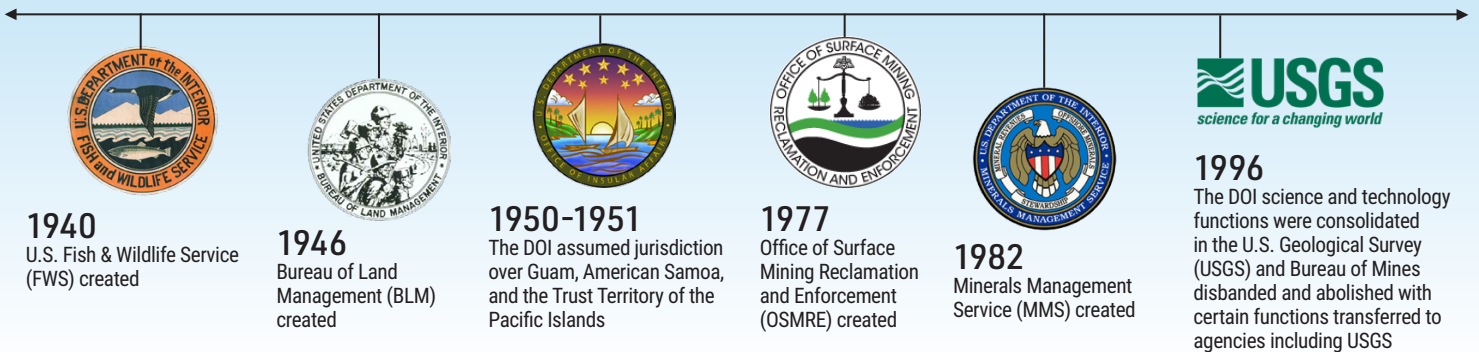 U.S. DEPARTMENT of the INTERIOR
FISH and WILDLIFE SERVICE
1940
U.S. Fish & Wildlife Service
(FWS) created
UNITED STATES DEPARTMENT OF THE INTERIOR
BUREAU OF LAND MANAGEMENT
1946
Bureau of Land
Management (BLM)
created
U.S. DEPARTMENT OF THE INTERIOR
OFFICE OF INSULAR AFFAIRS
1950-1951
The DOI assumed jurisdiction
over Guam, American Samoa,
and the Trust Territory of the
Pacific Islands
OFFICE OF SURFACE MINING
RECLAMATION AND ENFORCEMENT
1977
Office of Surface
Mining Reclamation
and Enforcement
(OSMRE) created
U.S. DEPARTMENT OF THE INTERIOR
MINERALS MANAGEMENT SERVICE
MINERAL REVENUES
OFFSHORE MINERALS
STEWARDSHIP
1982
Minerals Management
Service (MMS) created
USGS
science for a changing world
1996
The DOI science and technology
functions were consolidated
in the U.S. Geological Survey
(USGS) and Bureau of Mines
disbanded and abolished with
certain functions transferred to
agencies including USGS